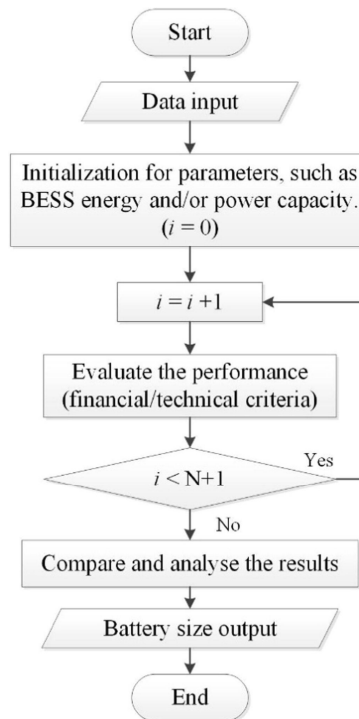 Start
Data input
Initialization for parameters, such as
BESS energy and/or power capacity.
(i = 0)
i = i +1
Evaluate the performance
(financial/technical criteria)
i < N+1
Yes
No
Compare and analyse the results
Battery size output
End